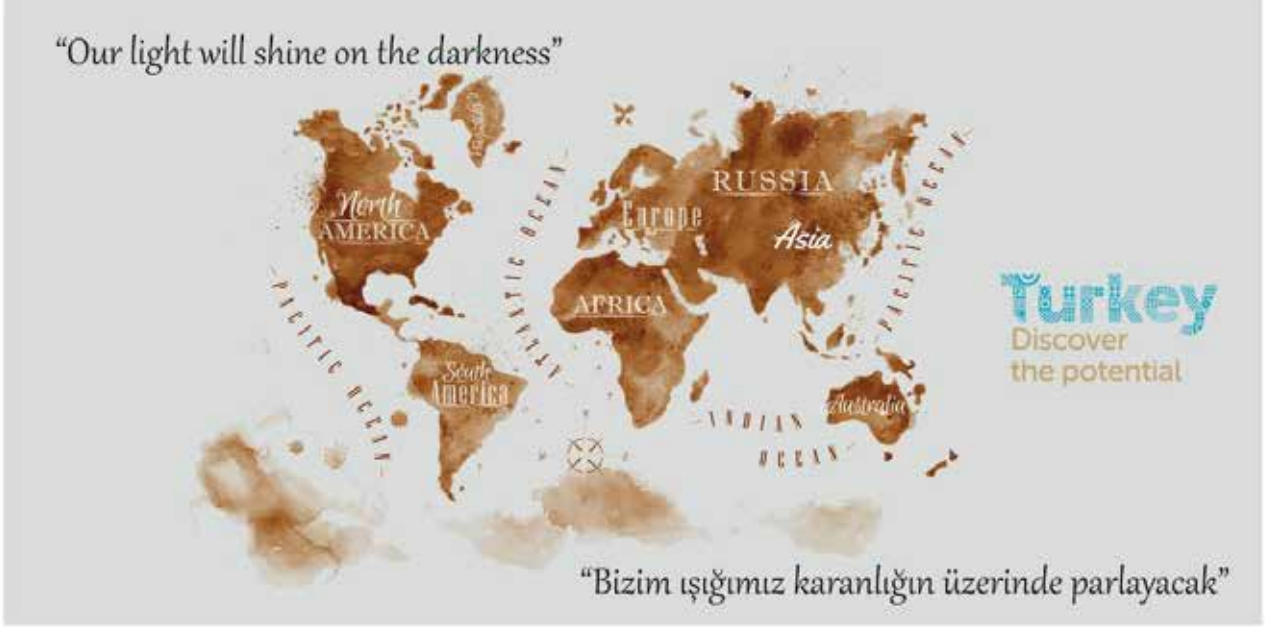 “Our light will shine on the darkness”
North
AMERICA
RUSSIA
Europe
Asia
AFRICA
South
America
Australia
ATLANTIC OCEAN
PACIFIC OCEAN
PACIFIC OCEAN
INDIAN
OCEAN
Turkey
Discover
the potential
“Bizim ışığımız karanlığın üzerinde parlayacak”